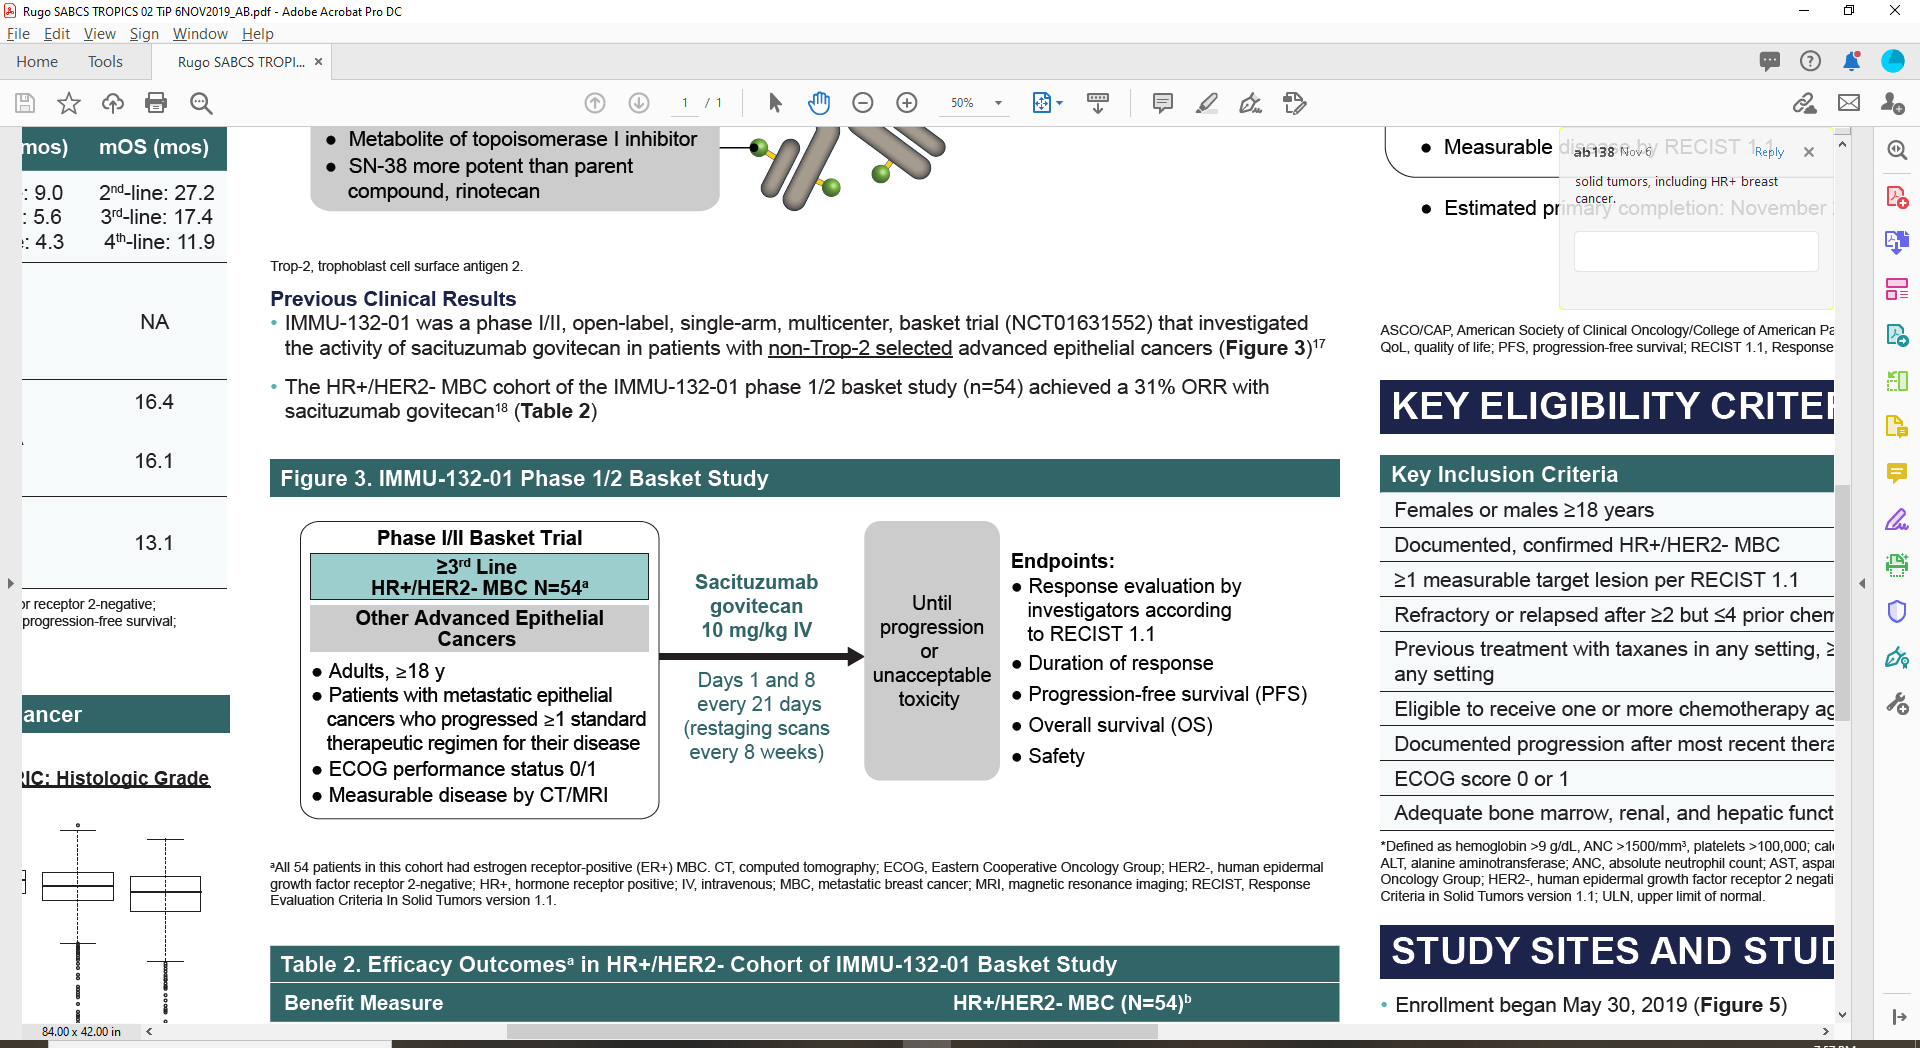 Rugo SABCS TROPICS 02 TiP 6NOV2019_AB.pdf - Adobe Acrobat Pro DC
File Edit View Sign Window Help
Home Tools Rugo SABCS TROPI... ×
1 / 1 50%
mos) mOS (mos)
: 9.0 2nd-line: 27.2
: 5.6 3rd-line: 17.4
: 4.3 4th-line: 11.9
NA
16.4
16.1
13.1
or receptor 2-negative;
progression-free survival;
ancer
RIC: Histologic Grade
84.00 x 42.00 in
● Metabolite of topoisomerase I inhibitor
● SN-38 more potent than parent
compound, rinotecan
Trop-2, trophoblast cell surface antigen 2.
Previous Clinical Results
• IMMU-132-01 was a phase I/II, open-label, single-arm, multicenter, basket trial (NCT01631552) that investigated
the activity of sacituzumab govitecan in patients with non-Trop-2 selected advanced epithelial cancers (Figure 3)17
• The HR+/HER2- MBC cohort of the IMMU-132-01 phase 1/2 basket study (n=54) achieved a 31% ORR with
sacituzumab govitecan18 (Table 2)
Figure 3. IMMU-132-01 Phase 1/2 Basket Study
Phase I/II Basket Trial
≥3rd Line
HR+/HER2- MBC N=54a
Other Advanced Epithelial
Cancers
● Adults, ≥18 y
● Patients with metastatic epithelial
cancers who progressed ≥1 standard
therapeutic regimen for their disease
● ECOG performance status 0/1
● Measurable disease by CT/MRI
Sacituzumab
govitecan
10 mg/kg IV
Days 1 and 8
every 21 days
(restaging scans
every 8 weeks)
Until
progression
or
unacceptable
toxicity
Endpoints:
● Response evaluation by
investigators according
to RECIST 1.1
● Duration of response
● Progression-free survival (PFS)
● Overall survival (OS)
● Safety
aAll 54 patients in this cohort had estrogen receptor-positive (ER+) MBC. CT, computed tomography; ECOG, Eastern Cooperative Oncology Group; HER2-, human epidermal
growth factor receptor 2-negative; HR+, hormone receptor positive; IV, intravenous; MBC, metastatic breast cancer; MRI, magnetic resonance imaging; RECIST, Response
Evaluation Criteria In Solid Tumors version 1.1.
Table 2. Efficacy Outcomesa in HR+/HER2- Cohort of IMMU-132-01 Basket Study
Benefit Measure HR+/HER2- MBC (N=54)b
● Measurable disease by RECIST 1.1
● Estimated primary completion: November
ab138 Nov 6 Reply ×
solid tumors, including HR+ breast
cancer.
ASCO/CAP, American Society of Clinical Oncology/College of American Pa
QoL, quality of life; PFS, progression-free survival; RECIST 1.1, Response
KEY ELIGIBILITY CRITER
Key Inclusion Criteria
Females or males ≥18 years
Documented, confirmed HR+/HER2- MBC
≥1 measurable target lesion per RECIST 1.1
Refractory or relapsed after ≥2 but ≤4 prior chem
Previous treatment with taxanes in any setting, ≥
any setting
Eligible to receive one or more chemotherapy ag
Documented progression after most recent thera
ECOG score 0 or 1
Adequate bone marrow, renal, and hepatic funct
*Defined as hemoglobin >9 g/dL, ANC >1500/mm³, platelets >100,000; cal
ALT, alanine aminotransferase; ANC, absolute neutrophil count; AST, aspar
Oncology Group; HER2-, human epidermal growth factor receptor 2 negati
Criteria in Solid Tumors version 1.1; ULN, upper limit of normal.
STUDY SITES AND STUD
• Enrollment began May 30, 2019 (Figure 5)